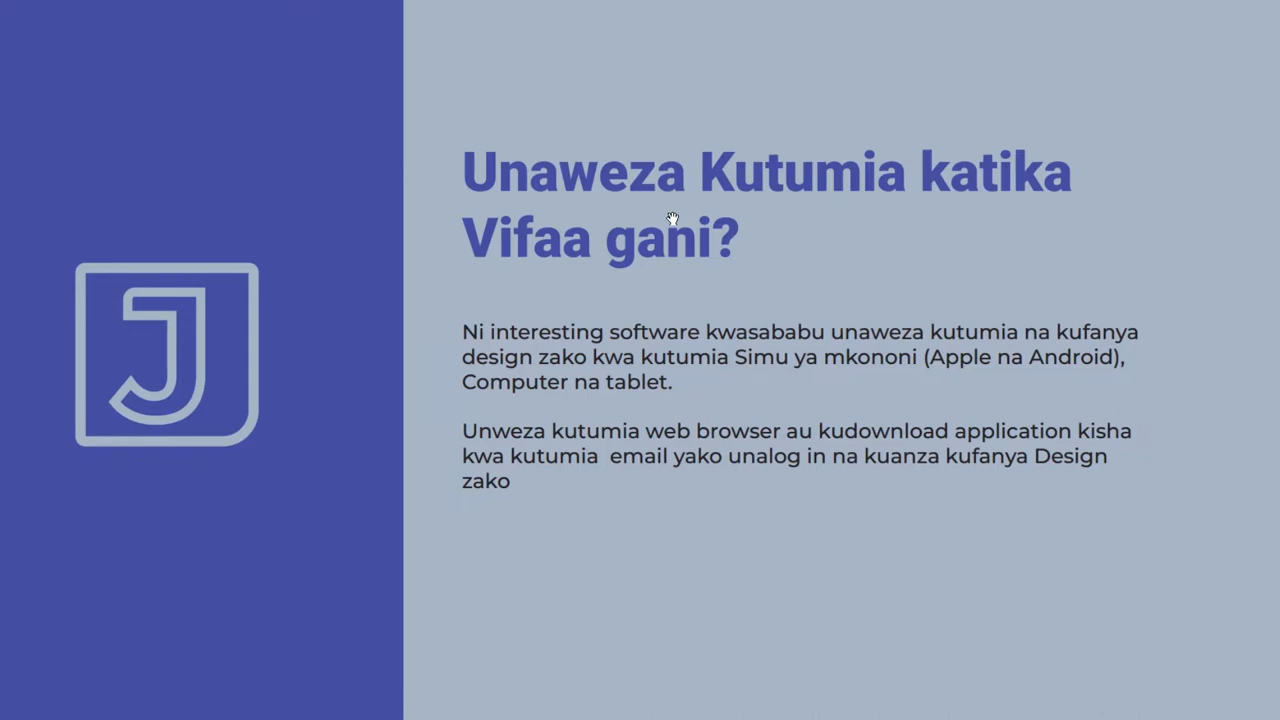 J
Unaweza Kutumia katika
Vifaa gani?
Ni interesting software kwasababu unaweza kutumia na kufanya
design zako kwa kutumia Simu ya mkononi (Apple na Android),
Computer na tablet.
Unweza kutumia web browser au kudownload application kisha
kwa kutumia email yako unalog in na kuanza kufanya Design
zako